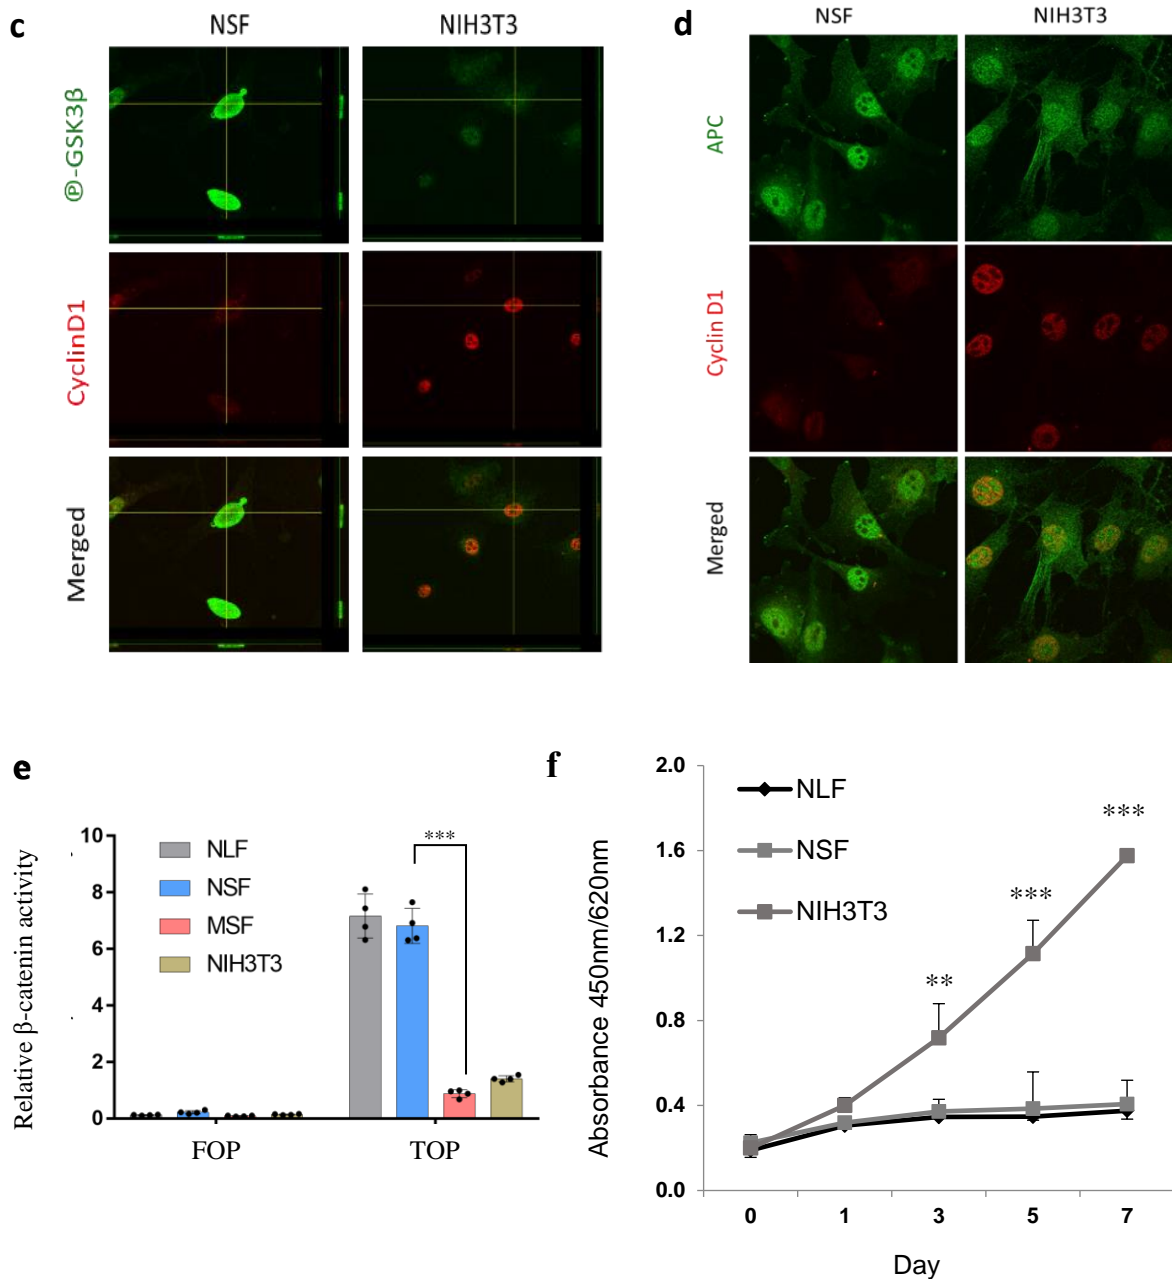 c
NSF NIH3T3
℗-GSK3β
CyclinD1
Merged
d
NSF NIH3T3
APC
Cyclin D1
Merged
e
Relative β-catenin activity
10
8
6
4
2
0
NLF
NSF
MSF
NIH3T3
***
FOP TOP
f
Absorbance 450nm/620nm
2.0
1.6
1.2
0.8
0.4
0.0
NLF
NSF
NIH3T3
**
***
***
0 1 3 5 7
Day